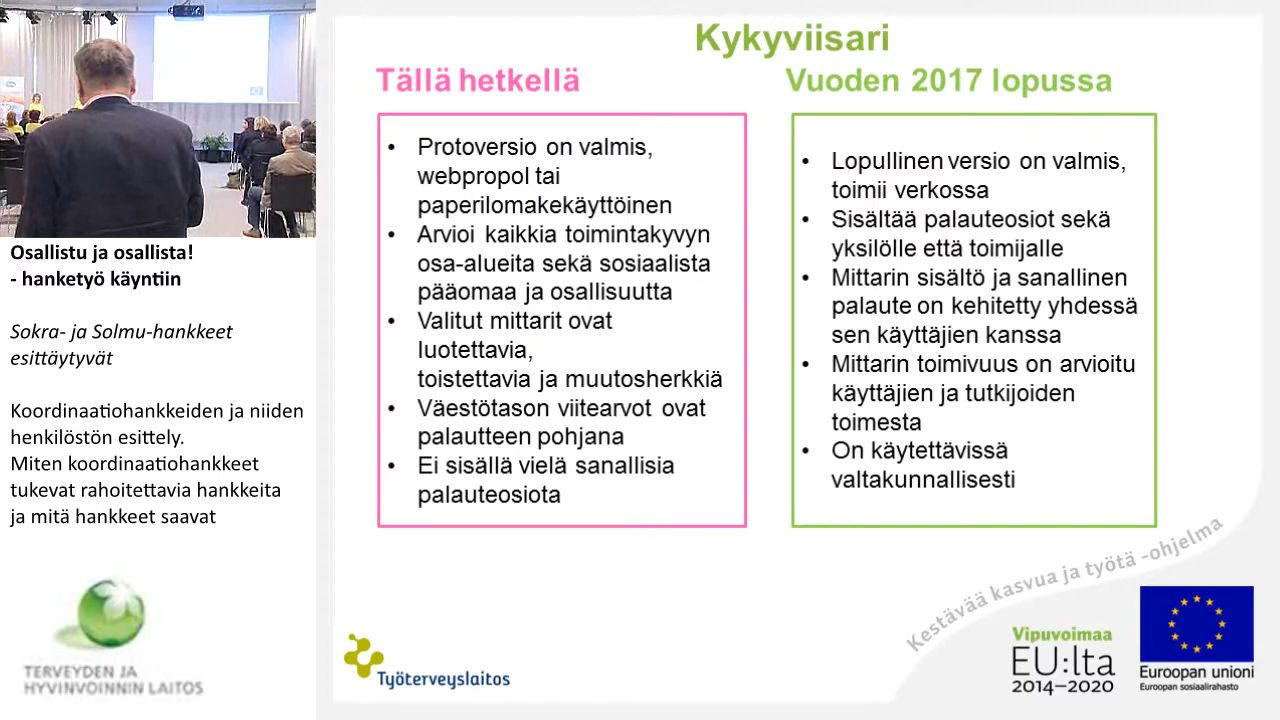 Osallistu ja osallista!
- hanketyö käyntiin
Sokra- ja Solmu-hankkeet
esittäytyvät
Koordinaatiohankkeiden ja niiden
henkilöstön esittely.
Miten koordinaatiohankkeet
tukevat rahoitettavia hankkeita
ja mitä hankkeet saavat
TERVEYDEN JA
HYVINVOINNIN LAITOS
Kykyviisari
Tällä hetkellä
• Protoversio on valmis,
webpropol tai
paperilomakekäyttöinen
• Arvioi kaikkia toimintakyvyn
osa-alueita sekä sosiaalista
pääomaa ja osallisuutta
• Valitut mittarit ovat
luotettavia,
toistettavia ja muutosherkkiä
• Väestötason viitearvot ovat
palautteen pohjana
• Ei sisällä vielä sanallisia
palauteosiota
Vuoden 2017 lopussa
• Lopullinen versio on valmis,
toimii verkossa
• Sisältää palauteosiot sekä
yksilölle että toimijalle
• Mittarin sisältö ja sanallinen
palaute on kehitetty yhdessä
sen käyttäjien kanssa
• Mittarin toimivuus on arvioitu
käyttäjien ja tutkijoiden
toimesta
• On käytettävissä
valtakunnallisesti
Kestävää kasvua ja työtä -ohjelma
Työterveyslaitos
Vipuvoimaa
EU:lta
2014–2020
Euroopan unioni
Euroopan sosiaalirahasto